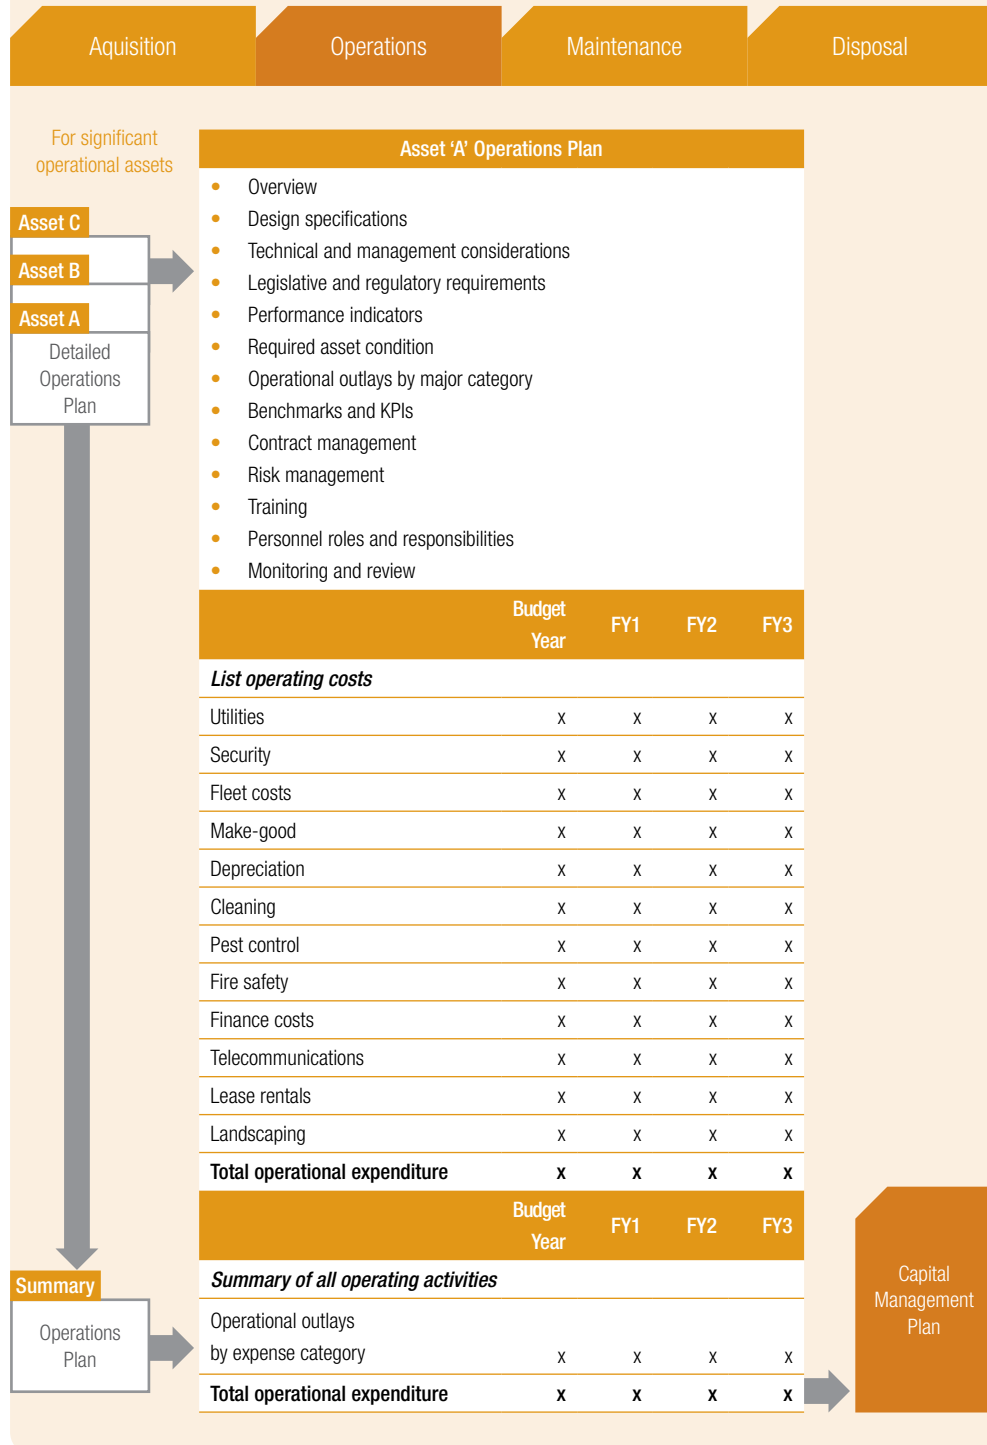 Aquisition Operations Maintenance Disposal
For significant
operational assets
Asset C
Asset B
Asset A
Detailed
Operations
Plan
Asset ‘A’ Operations Plan
• Overview
• Design specifications
• Technical and management considerations
• Legislative and regulatory requirements
• Performance indicators
• Required asset condition
• Operational outlays by major category
• Benchmarks and KPIs
• Contract management
• Risk management
• Training
• Personnel roles and responsibilities
• Monitoring and review
Budget
Year FY1 FY2 FY3
List operating costs
Utilities x x x x
Security x x x x
Fleet costs x x x x
Make-good x x x x
Depreciation x x x x
Cleaning x x x x
Pest control x x x x
Fire safety x x x x
Finance costs x x x x
Telecommunications x x x x
Lease rentals x x x x
Landscaping x x x x
Total operational expenditure x x x x
Budget
Year FY1 FY2 FY3
Summary
Operations
Plan
Summary of all operating activities
Operational outlays
by expense category x x x x
Total operational expenditure x x x x
Capital
Management
Plan